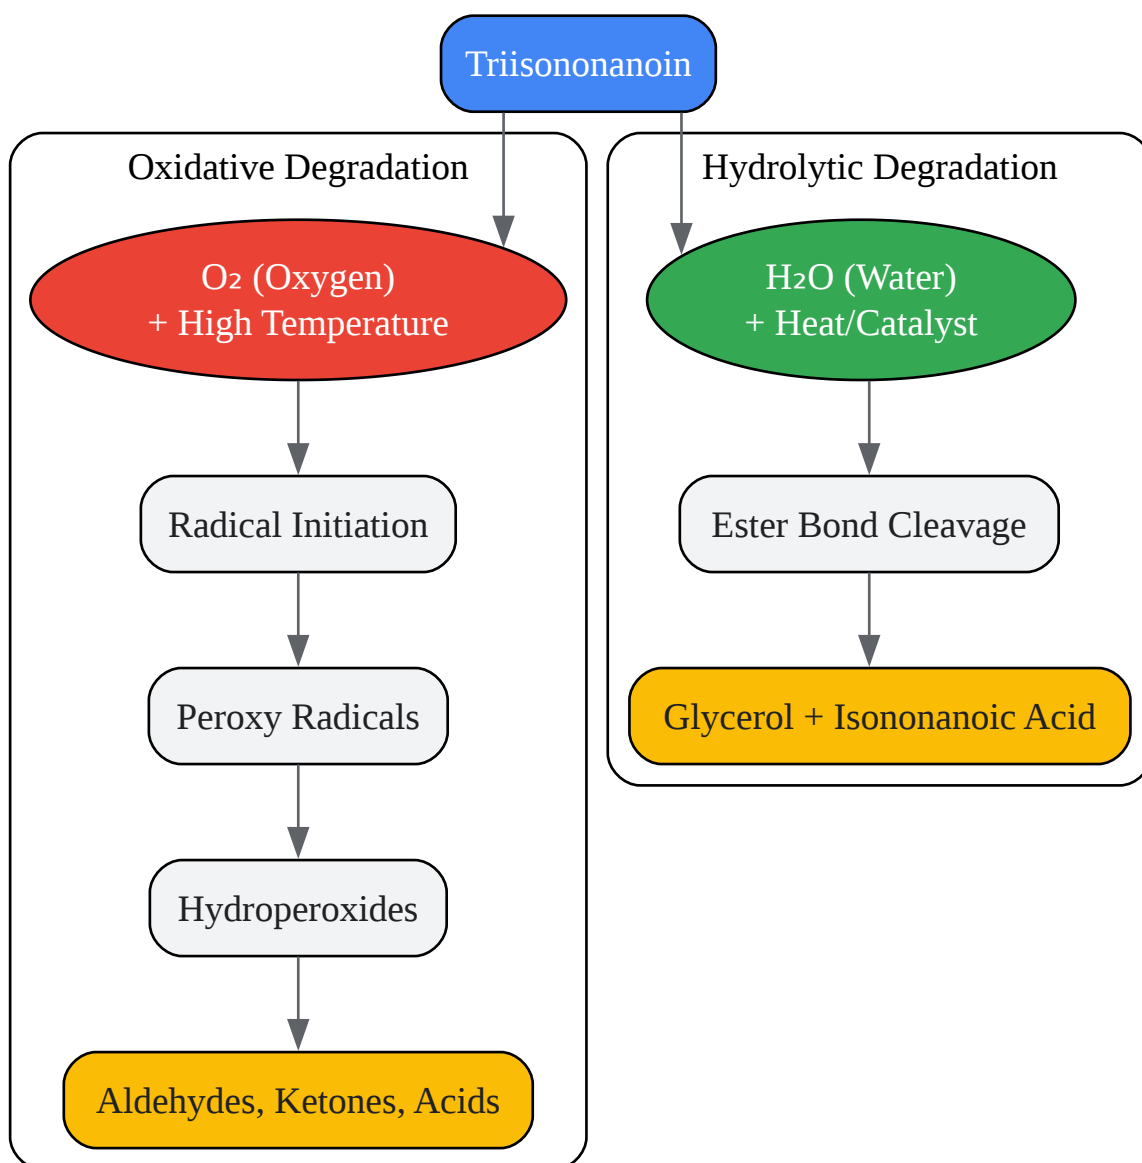 Triisononanoin
Oxidative Degradation
O₂ (Oxygen)
+ High Temperature
Radical Initiation
Peroxy Radicals
Hydroperoxides
Aldehydes, Ketones, Acids
Hydrolytic Degradation
H₂O (Water)
+ Heat/Catalyst
Ester Bond Cleavage
Glycerol + Isononanoic Acid